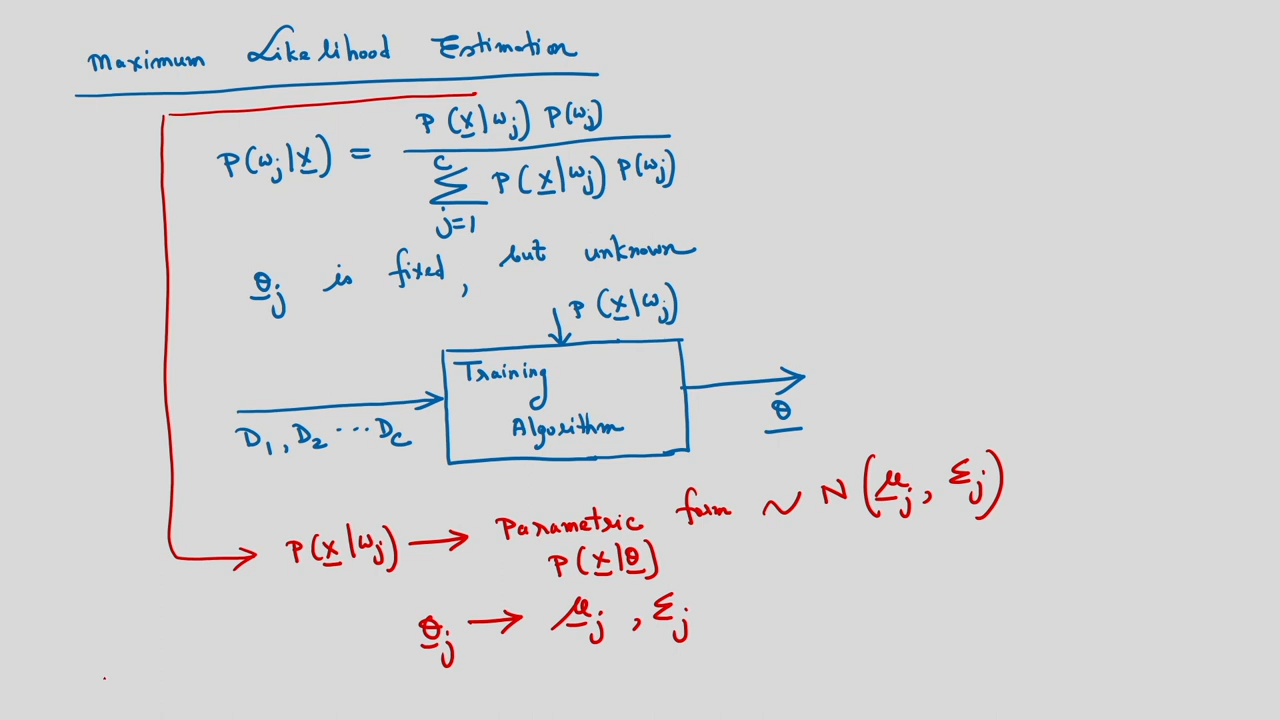 Maximum Likelihood Estimation
P(ωj|x) = P(x|ωj) P(ωj) / ∑ j=1 c P(x|ωj) P(ωj)
θj is fixed, but unknown
P(x|ωj)
Training
Algorithm
D1, D2 ... Dc
θ
P(x|ωj) → Parametric form ~ N(μj, Σj)
P(x|θ)
θj → μj, Σj